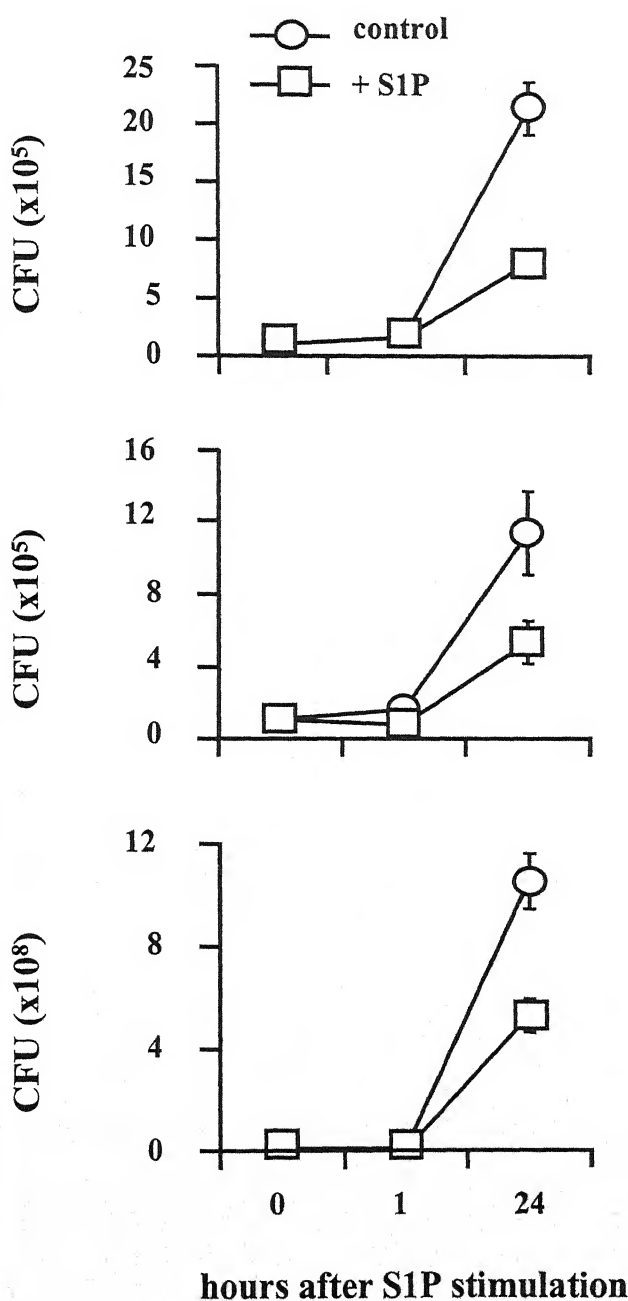 control
+ S1P
CFU (x10⁵)
25
20
15
10
5
0
CFU (x10⁵)
16
12
8
4
0
CFU (x10⁸)
12
8
4
0
0 1 24
hours after S1P stimulation